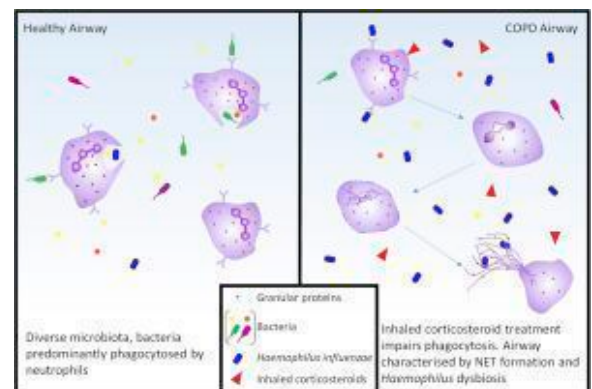 Healthy Airway
COPD Airway
Granular proteins
Bacteria
Haemophilus influenzae
Inhaled corticosteroids
Diverse microbiota, bacteria
predominantly phagocytosed by
neutrophils
Inhaled corticosteroid treatment
impairs phagocytosis. Airway
characterised by NET formation and
Haemophilus dysbiosis